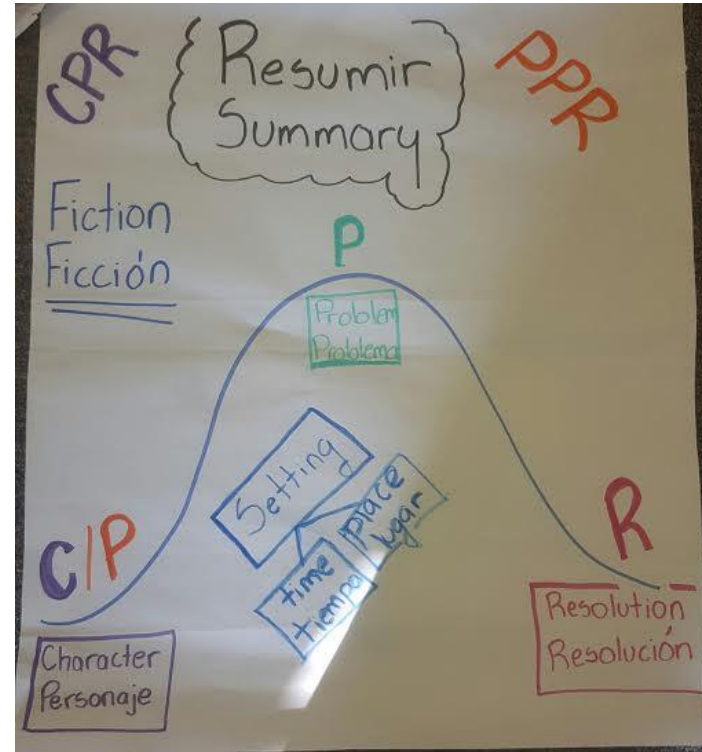 CPR
Resumir
Summary
PPR
Fiction
Ficción
P
Problem
Problema
Setting
time
tiempo
place
lugar
C/P
Character
Personaje
R
Resolution
Resolución